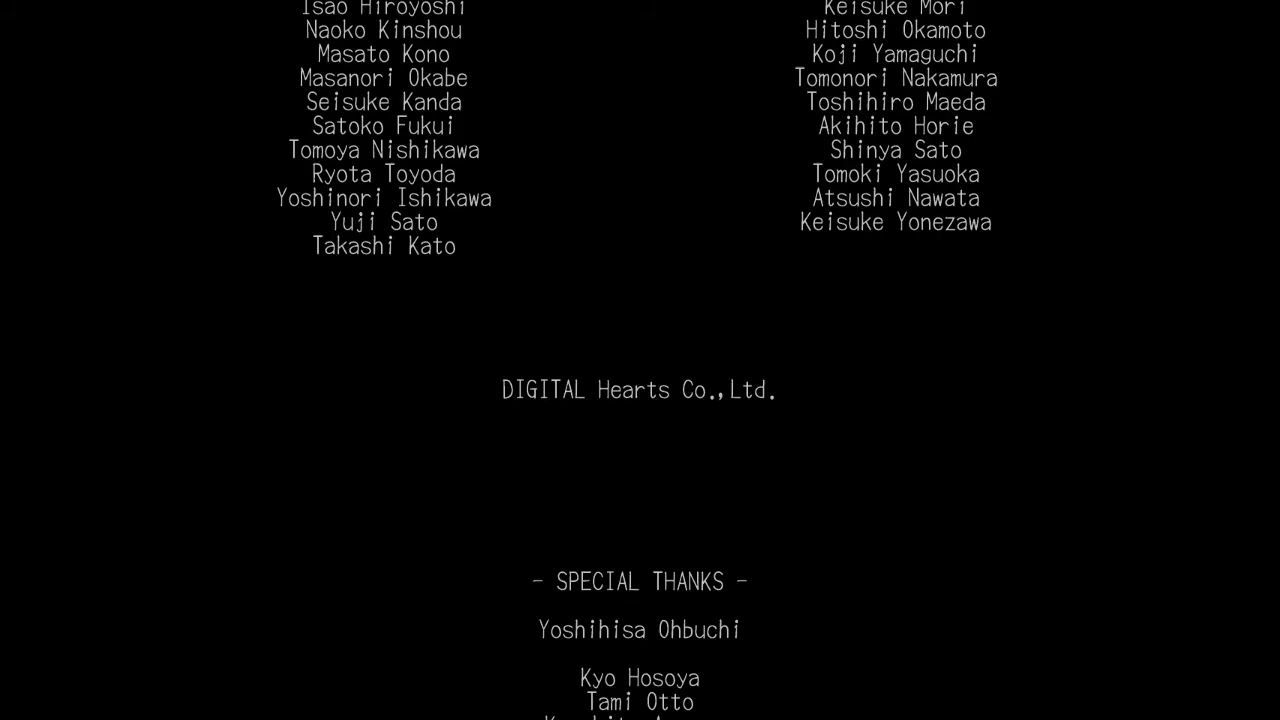 Isao Hiroyoshi
Naoko Kinshou
Masato Kono
Masanori Okabe
Seisuke Kanda
Satoko Fukui
Tomoya Nishikawa
Ryota Toyoda
Yoshinori Ishikawa
Yuji Sato
Takashi Kato
Keisuke Mori
Hitoshi Okamoto
Koji Yamaguchi
Tomonori Nakamura
Toshihiro Maeda
Akihito Horie
Shinya Sato
Tomoki Yasuoka
Atsushi Nawata
Keisuke Yonezawa
DIGITAL Hearts Co.,Ltd.
- SPECIAL THANKS -
Yoshihisa Ohbuchi
Kyo Hosoya
Tami Otto